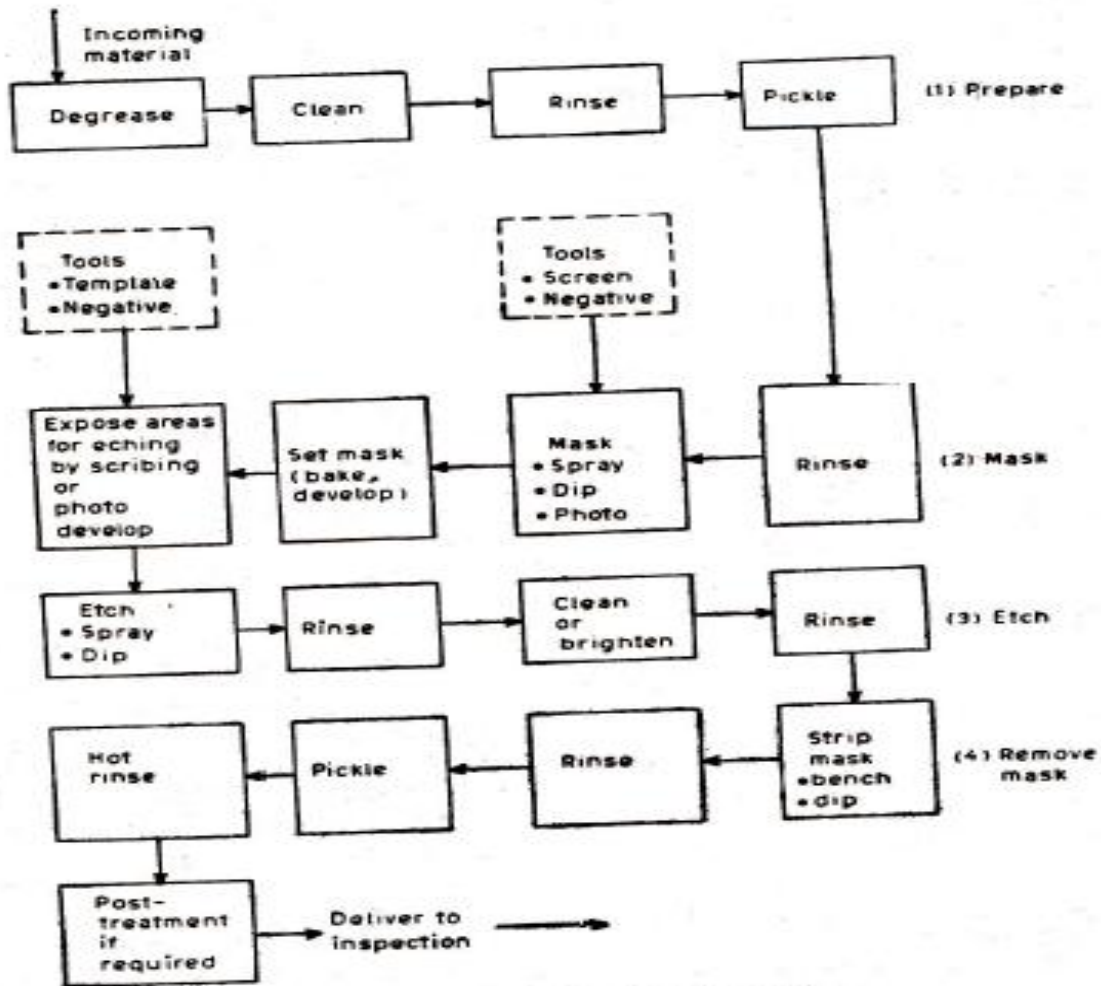 Incoming
material
Degrease
Clean
Rinse
Pickle
(1) Prepare
Tools
• Template
• Negative
Tools
• Screen
• Negative
Expose areas
for eching
by scribing
or
photo
develop
Set mask
(bake,
develop)
Mask
• Spray
• Dip
• Photo
Rinse
(2) Mask
Etch
• Spray
• Dip
Rinse
Clean
or
brighten
Rinse
(3) Etch
Hot
rinse
Pickle
Rinse
Strip
mask
• bench
• dip
(4) Remove
mask
Post-
treatment
if
required
Deliver to
inspection